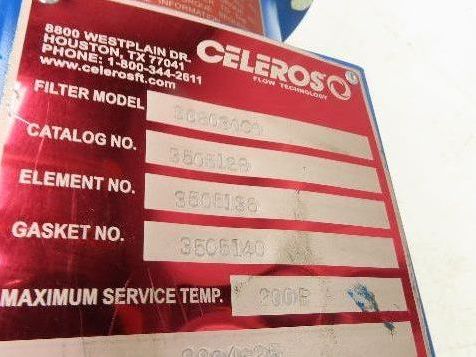 INFORMATION
8800 WESTPLAIN DR.
HOUSTON, TX 77041
PHONE: 1-800-344-2611
www.celerosft.com
CELEROS
FLOW TECHNOLOGY
FILTER MODEL
CATALOG NO. 3505129
ELEMENT NO. 3505136
GASKET NO. 3505140
MAXIMUM SERVICE TEMP. 200F